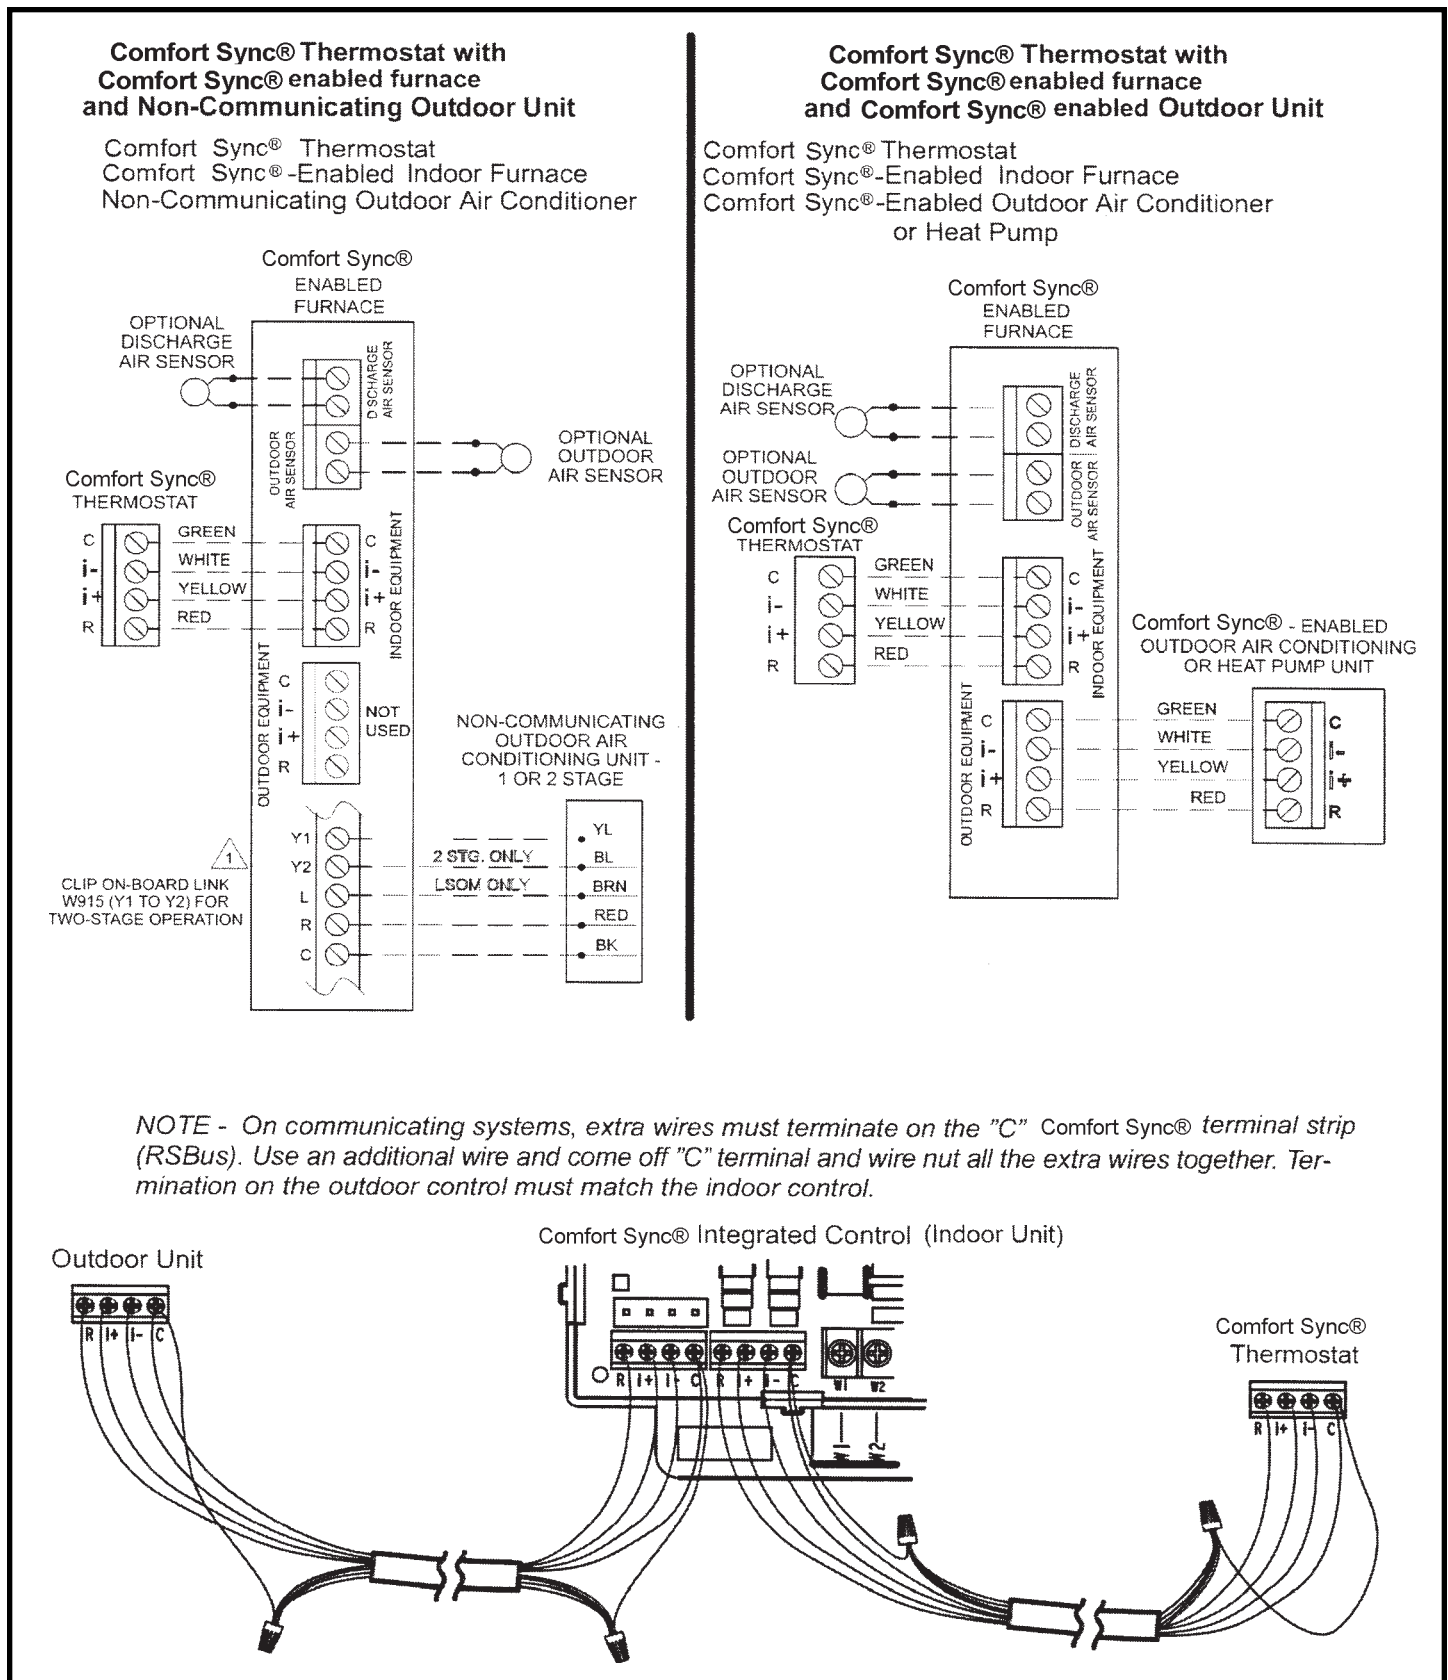 Comfort Sync® Thermostat with
Comfort Sync® enabled furnace
and Non-Communicating Outdoor Unit
Comfort Sync® Thermostat
Comfort Sync®-Enabled Indoor Furnace
Non-Communicating Outdoor Air Conditioner
Comfort Sync®
ENABLED
FURNACE
OPTIONAL
DISCHARGE
AIR SENSOR
DISCHARGE
AIR SENSOR
OUTDOOR
AIR SENSOR
OPTIONAL
OUTDOOR
AIR SENSOR
Comfort Sync®
THERMOSTAT
C GREEN C
i- WHITE i-
i+ YELLOW i+
R RED R
INDOOR EQUIPMENT
OUTDOOR EQUIPMENT
C
i-
i+
R
NOT
USED
NON-COMMUNICATING
OUTDOOR AIR
CONDITIONING UNIT -
1 OR 2 STAGE
1
CLIP ON-BOARD LINK
W915 (Y1 TO Y2) FOR
TWO-STAGE OPERATION
Y1 YL
Y2 2 STG. ONLY BL
L LSOM ONLY BRN
R RED
C BK
Comfort Sync® Thermostat with
Comfort Sync® enabled furnace
and Comfort Sync® enabled Outdoor Unit
Comfort Sync® Thermostat
Comfort Sync®-Enabled Indoor Furnace
Comfort Sync®-Enabled Outdoor Air Conditioner
or Heat Pump
Comfort Sync®
ENABLED
FURNACE
OPTIONAL
DISCHARGE
AIR SENSOR
DISCHARGE
AIR SENSOR
OPTIONAL
OUTDOOR
AIR SENSOR
OUTDOOR
AIR SENSOR
Comfort Sync®
THERMOSTAT
C GREEN C
i- WHITE i-
i+ YELLOW i+
R RED R
INDOOR EQUIPMENT
Comfort Sync® - ENABLED
OUTDOOR AIR CONDITIONING
OR HEAT PUMP UNIT
OUTDOOR EQUIPMENT
C GREEN C
i- WHITE i-
i+ YELLOW i+
R RED R
NOTE - On communicating systems, extra wires must terminate on the "C" Comfort Sync® terminal strip
(RSBus). Use an additional wire and come off "C" terminal and wire nut all the extra wires together. Ter-
mination on the outdoor control must match the indoor control.
Comfort Sync® Integrated Control (Indoor Unit)
Outdoor Unit
R i+ i- C
R i+ i- C R i+ i- C W1 W2
W1 W2
Comfort Sync®
Thermostat
R i+ i- C